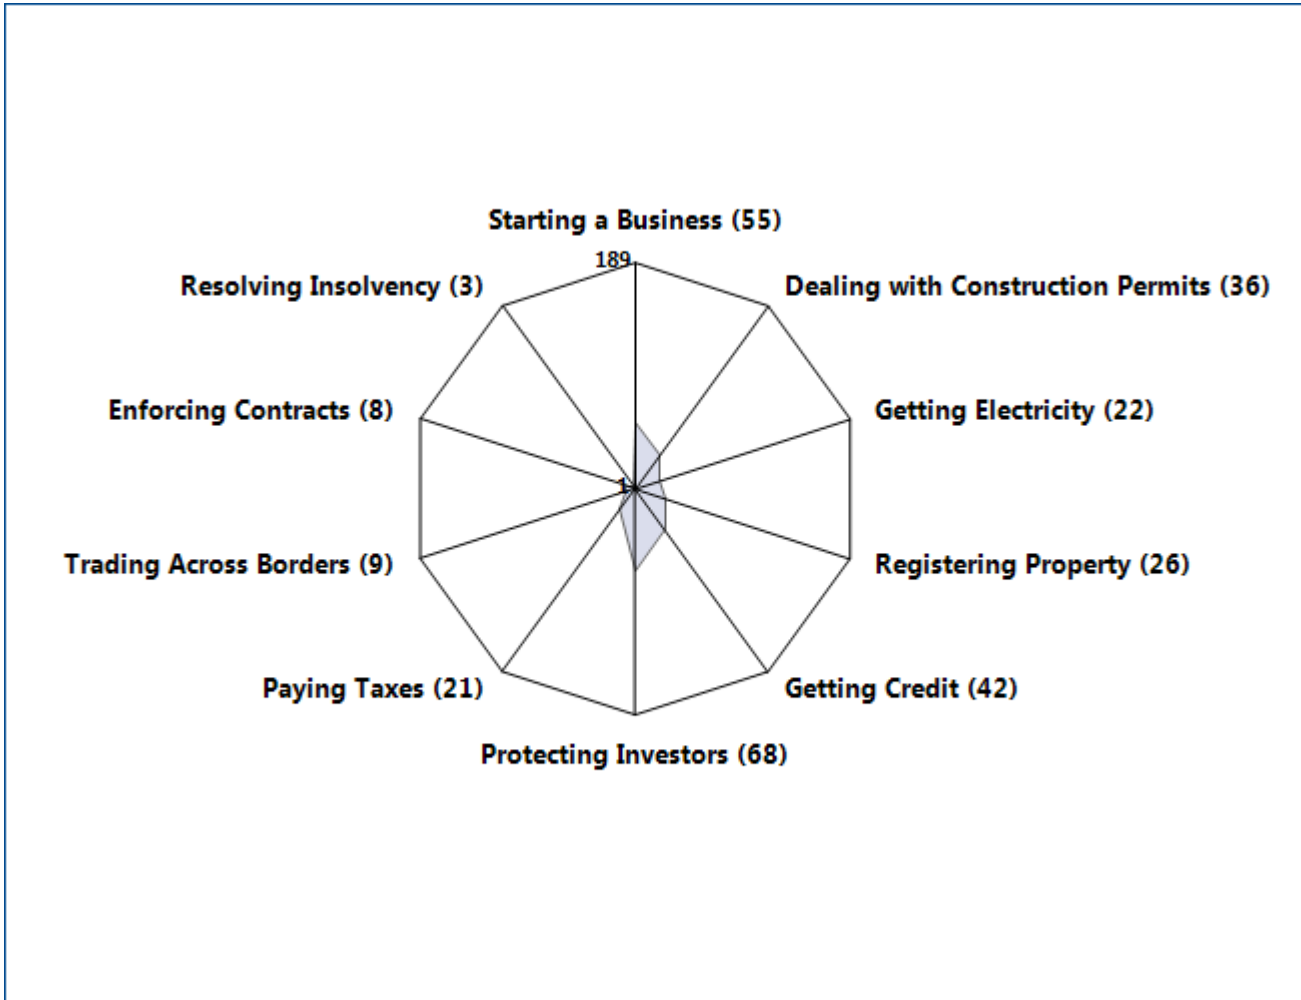 Starting a Business (55)
189
Resolving Insolvency (3)
Dealing with Construction Permits (36)
Enforcing Contracts (8)
Getting Electricity (22)
1
Trading Across Borders (9)
Registering Property (26)
Paying Taxes (21)
Getting Credit (42)
Protecting Investors (68)